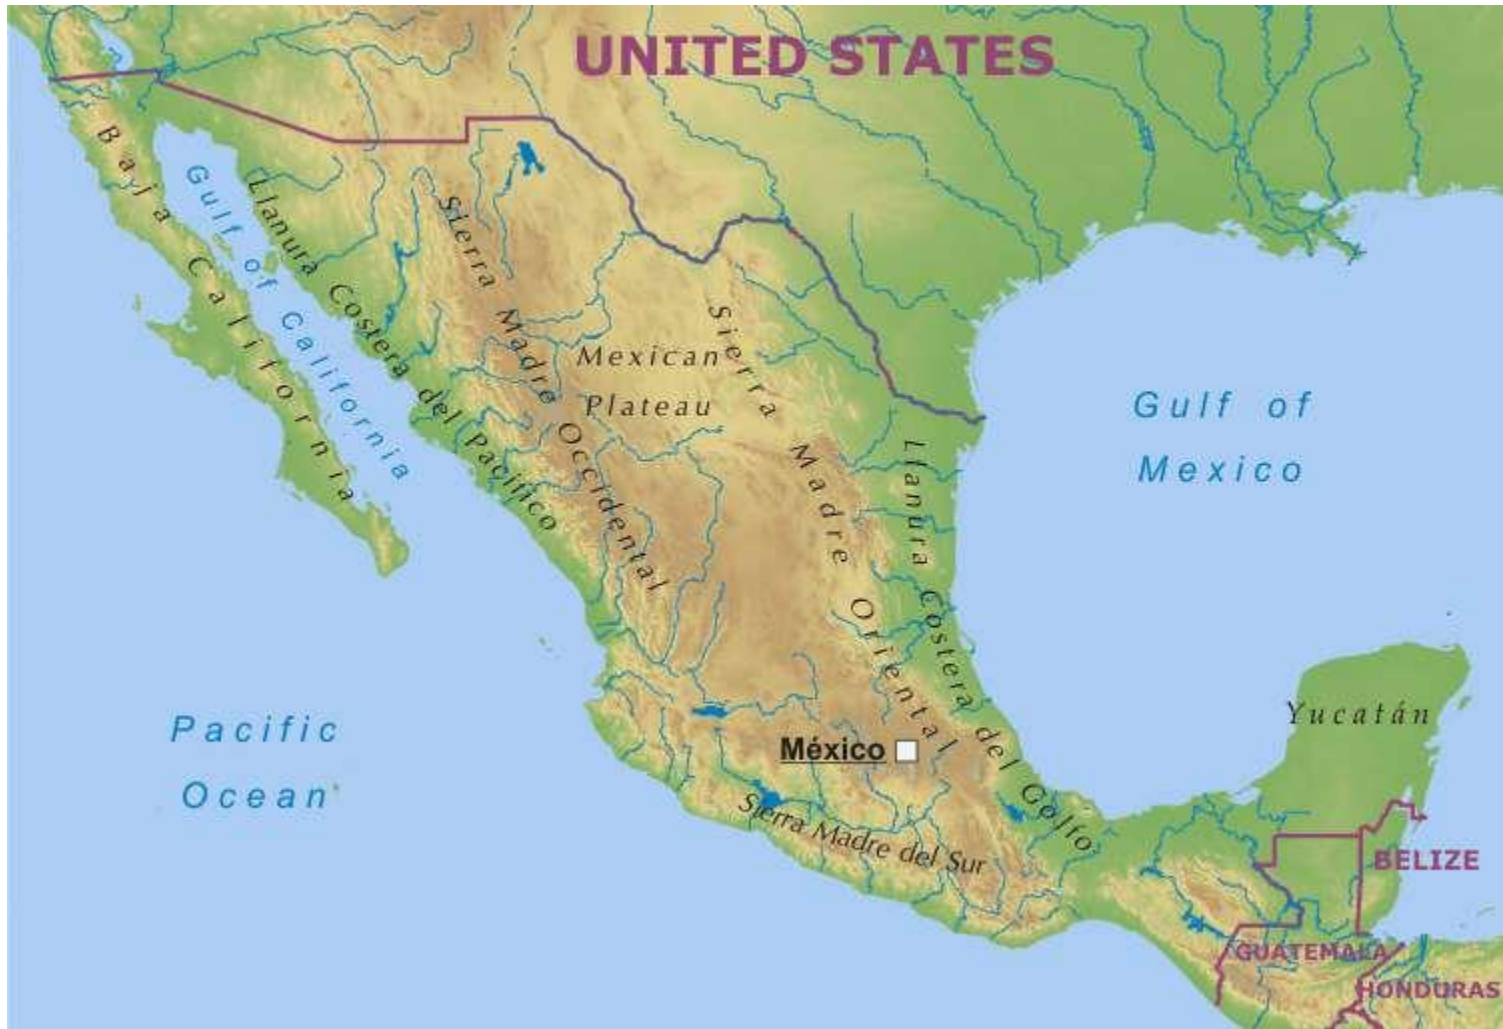 UNITED STATES
Baja California
Gulf of California
Llanura Costera del Pacifico
Sierra Madre Occidental
Mexican
Plateau
Sierra Madre Oriental
Llanura Costera del Golfo
Gulf of
Mexico
Pacific
Ocean
México
Sierra Madre del Sur
Yucatán
BELIZE
GUATEMALA
HONDURAS